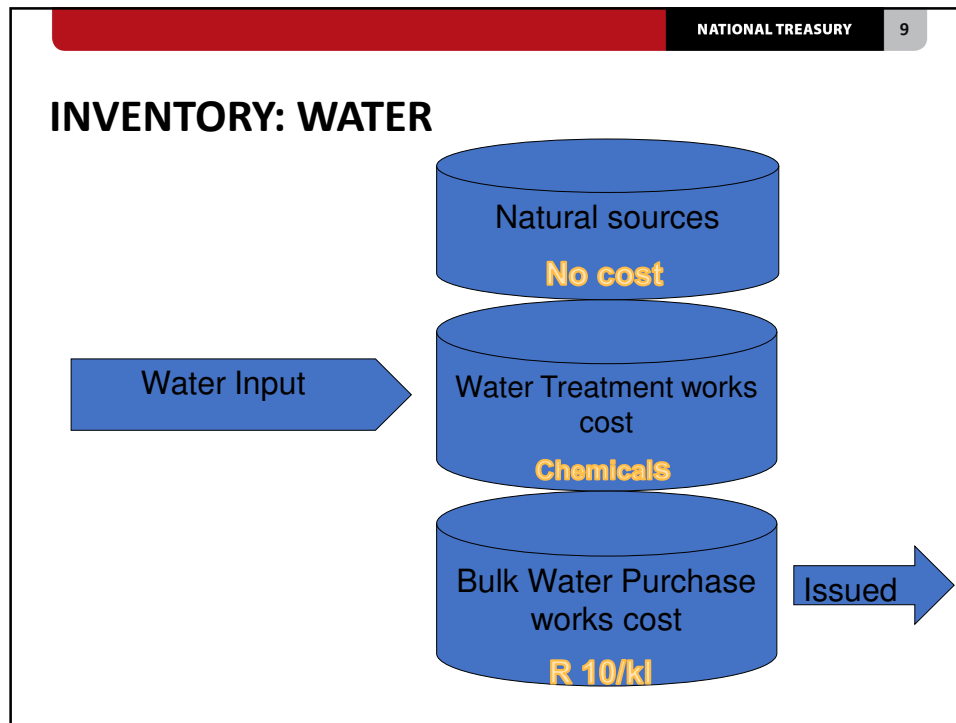 NATIONAL TREASURY 9
INVENTORY: WATER
Natural sources
No cost
Water Input
Water Treatment works
cost
Chemicals
Bulk Water Purchase
works cost
R 10/kl
Issued